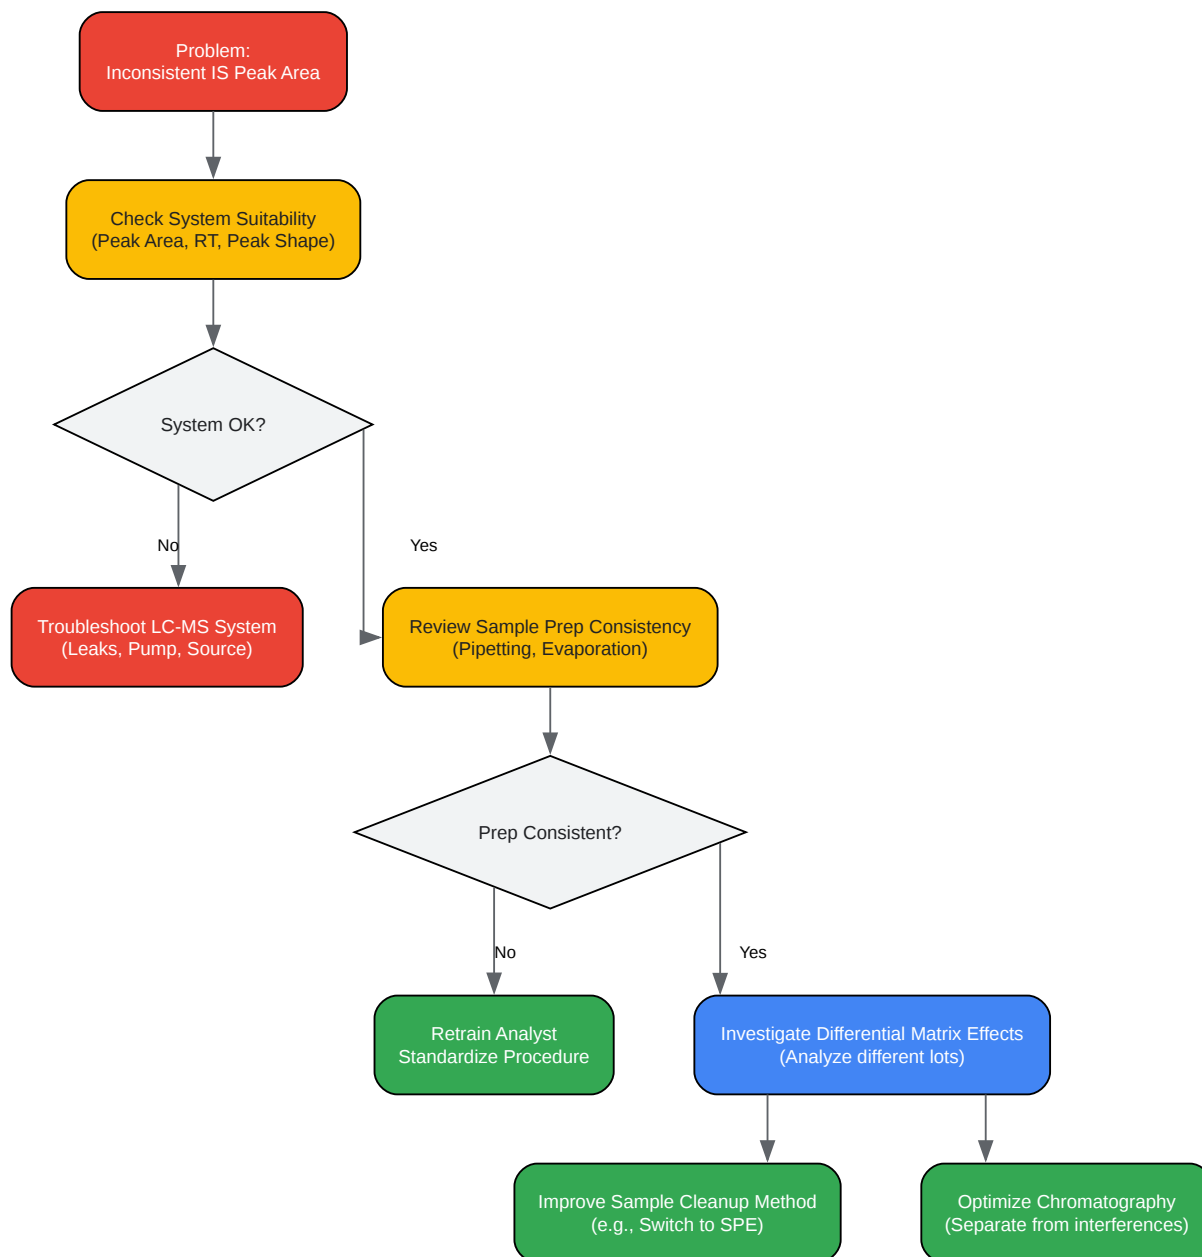 Problem:
Inconsistent IS Peak Area
Check System Suitability
(Peak Area, RT, Peak Shape)
System OK?
No
Yes
Troubleshoot LC-MS System
(Leaks, Pump, Source)
Review Sample Prep Consistency
(Pipetting, Evaporation)
Prep Consistent?
No
Yes
Retrain Analyst
Standardize Procedure
Investigate Differential Matrix Effects
(Analyze different lots)
Improve Sample Cleanup Method
(e.g., Switch to SPE)
Optimize Chromatography
(Separate from interferences)